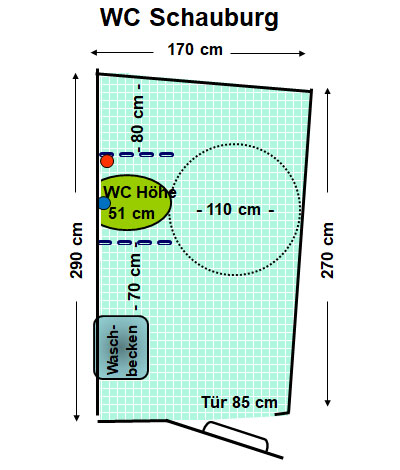 WC Schauburg
170 cm
- 80 cm -
WC Höhe
51 cm
- 110 cm -
290 cm
270 cm
- 70 cm -
Wasch-
becken
Tür 85 cm